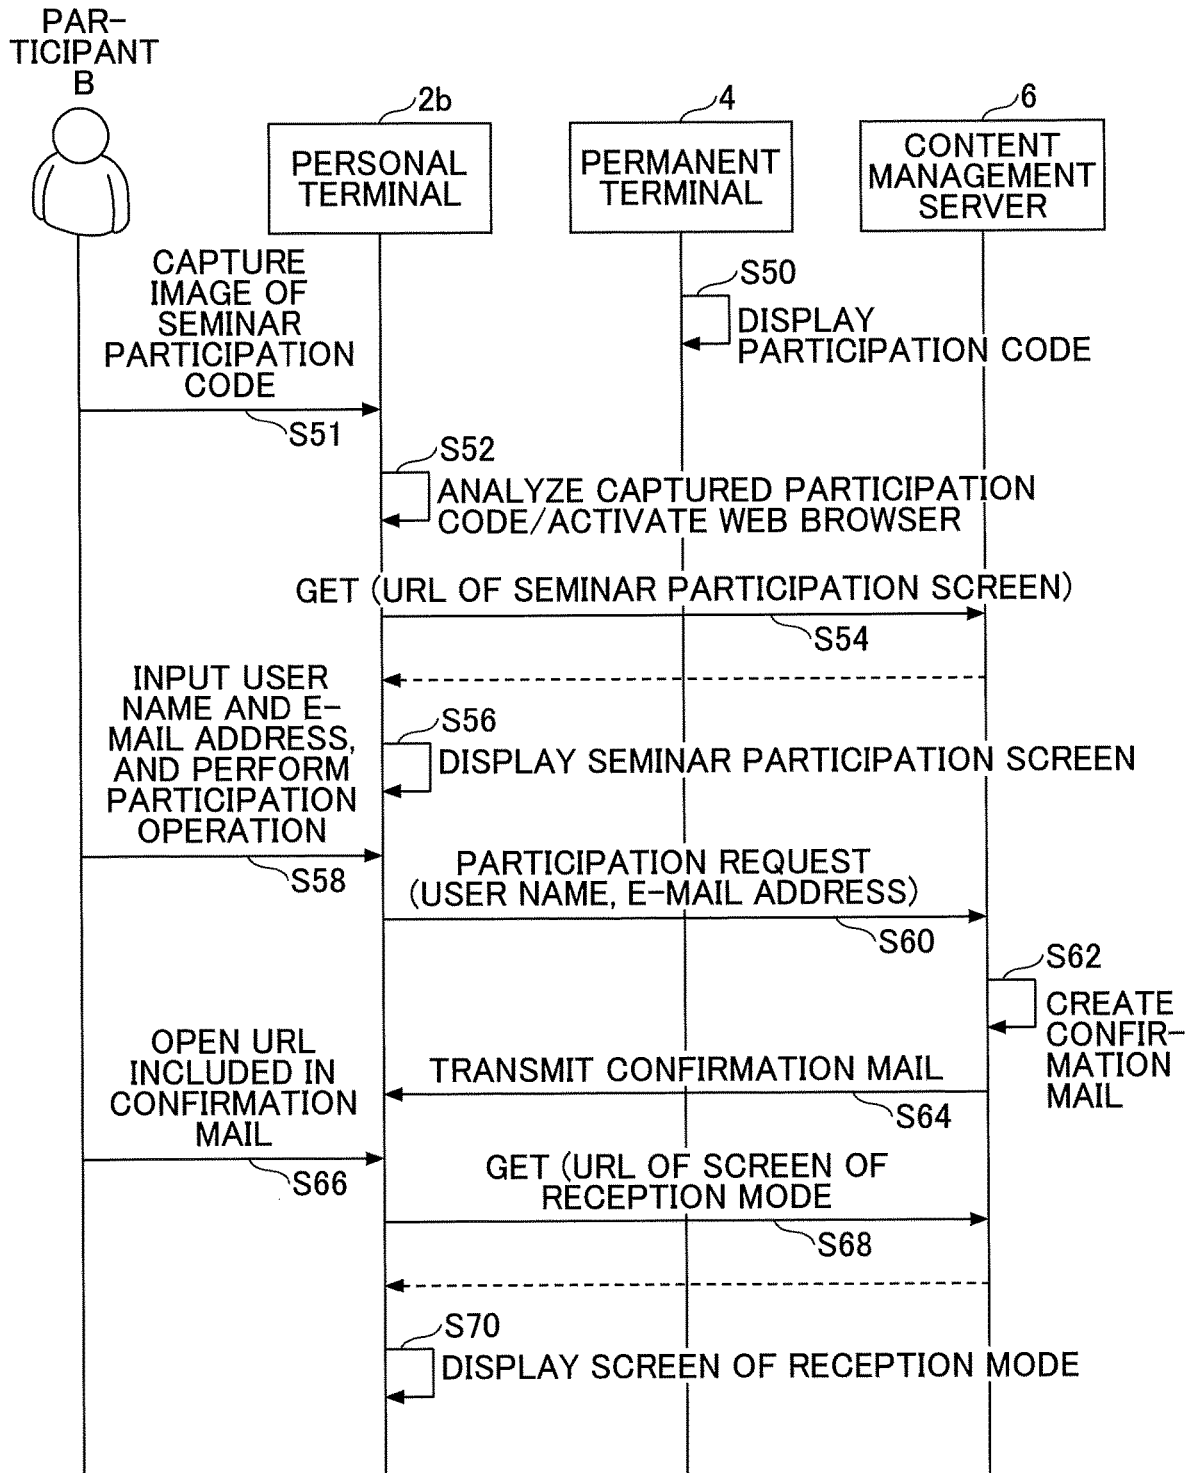 PAR-
TICIPANT
B
2b
4
6
PERSONAL
TERMINAL
PERMANENT
TERMINAL
CONTENT
MANAGEMENT
SERVER
CAPTURE
IMAGE OF
SEMINAR
PARTICIPATION
CODE
S50
DISPLAY
PARTICIPATION CODE
S51
S52
ANALYZE CAPTURED PARTICIPATION
CODE/ACTIVATE WEB BROWSER
GET (URL OF SEMINAR PARTICIPATION SCREEN)
S54
INPUT USER
NAME AND E-
MAIL ADDRESS,
AND PERFORM
PARTICIPATION
OPERATION
S56
DISPLAY SEMINAR PARTICIPATION SCREEN
S58
PARTICIPATION REQUEST
(USER NAME, E-MAIL ADDRESS)
S60
S62
CREATE
CONFIR-
MATION
MAIL
TRANSMIT CONFIRMATION MAIL
S64
OPEN URL
INCLUDED IN
CONFIRMATION
MAIL
S66
GET (URL OF SCREEN OF
RECEPTION MODE
S68
S70
DISPLAY SCREEN OF RECEPTION MODE